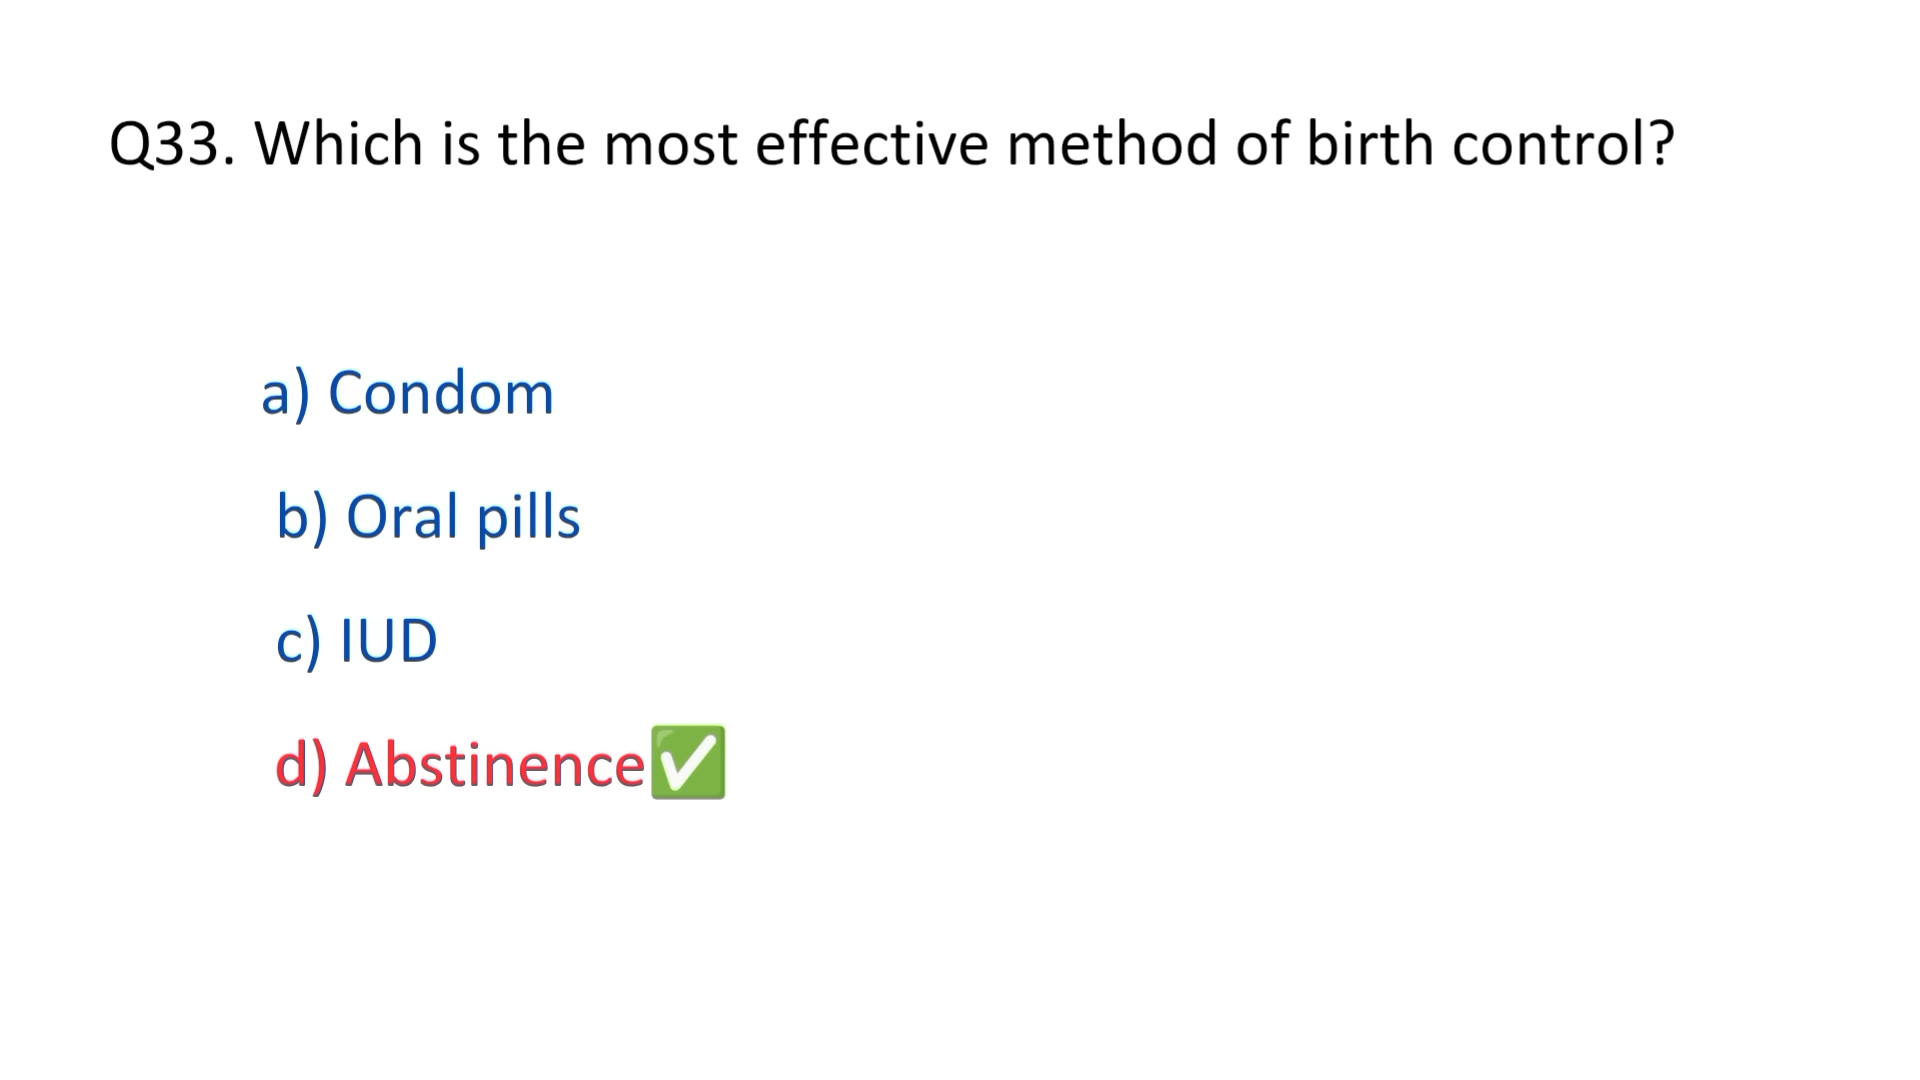 Q33. Which is the most effective method of birth control?
a) Condom
b) Oral pills
c) IUD
d) Abstinence✅